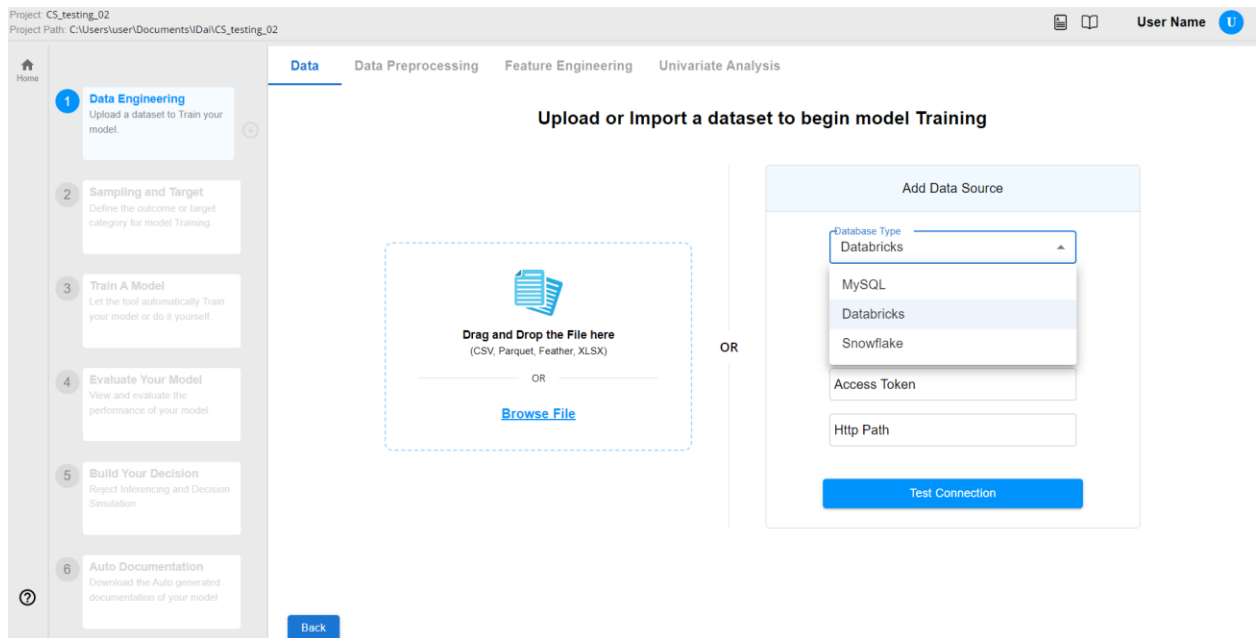 Project: CS_testing_02
Project Path: C:\Users\user\Documents\IDai\CS_testing_02
User Name
U
Home
1
Data Engineering
Upload a dataset to Train your
model.
2
Sampling and Target
Define the outcome or target
category for model Training.
3
Train A Model
Let the tool automatically Train
your model or do it yourself.
4
Evaluate Your Model
View and evaluate the
performance of your model.
5
Build Your Decision
Reject Inferencing and Decision
Simulation
6
Auto Documentation
Download the Auto generated
documentation of your model
Data
Data Preprocessing
Feature Engineering
Univariate Analysis
Upload or Import a dataset to begin model Training
Drag and Drop the File here
(CSV, Parquet, Feather, XLSX)
OR
Browse File
OR
Add Data Source
Database Type
Databricks
MySQL
Databricks
Snowflake
Access Token
Http Path
Test Connection
Back